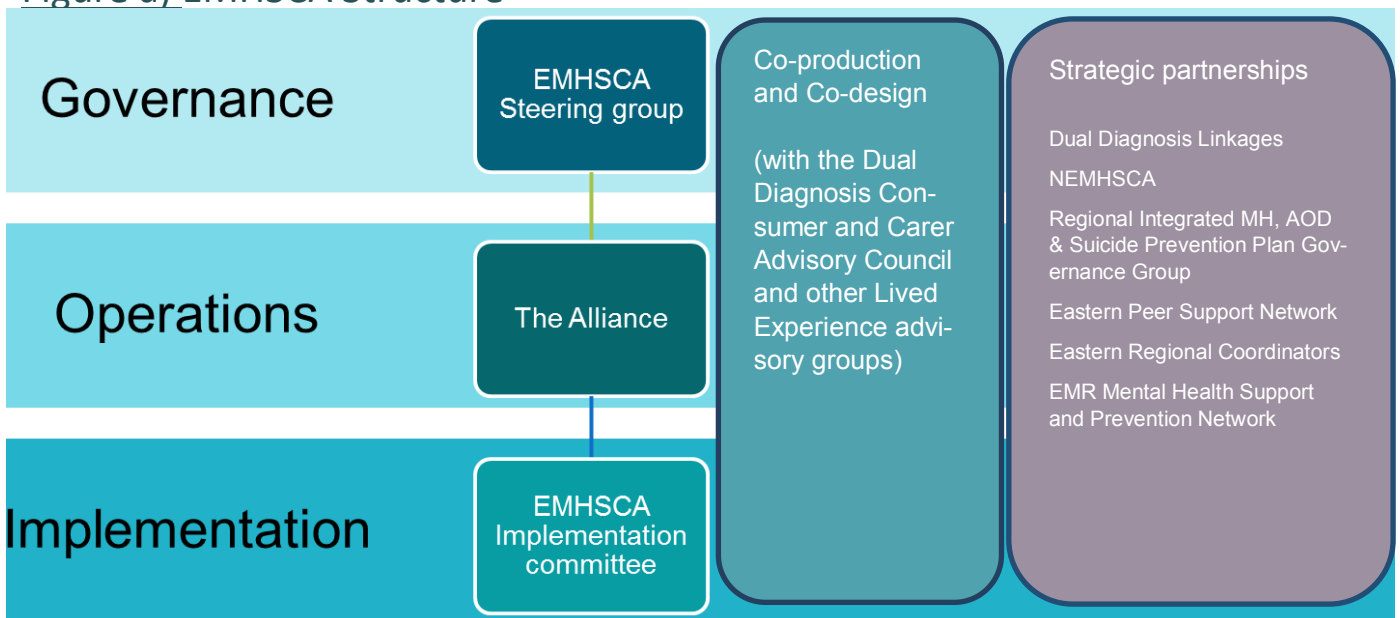 Figure a) EMHSCA Structure
Governance
EMHSCA
Steering group
Operations
The Alliance
Implementation
EMHSCA
Implementation
committee
Co-production
and Co-design
(with the Dual
Diagnosis Con-
sumer and Carer
Advisory Council
and other Lived
Experience advi-
sory groups)
Strategic partnerships
Dual Diagnosis Linkages
NEMHSCA
Regional Integrated MH, AOD
& Suicide Prevention Plan Gov-
ernance Group
Eastern Peer Support Network
Eastern Regional Coordinators
EMR Mental Health Support
and Prevention Network